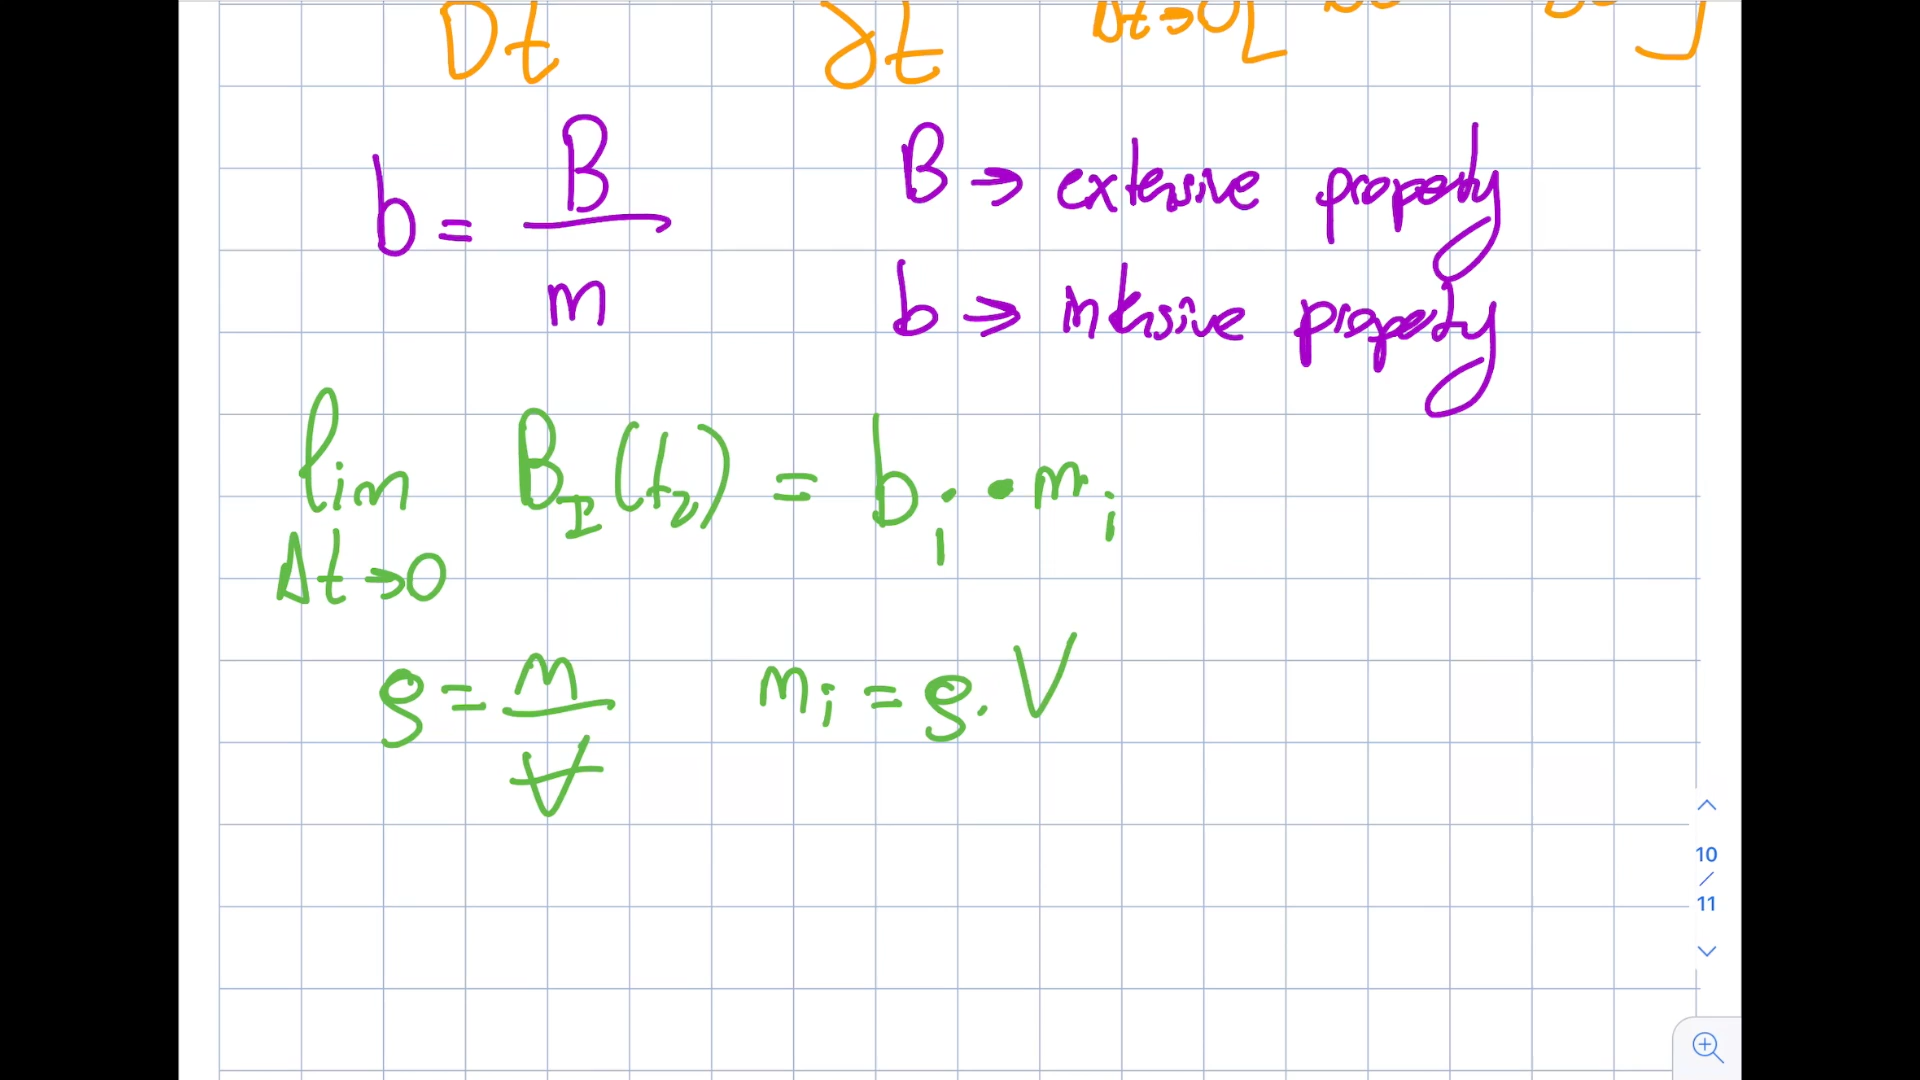 Dt ∂t Δt→0[ ]
b = B / m B → extensive property
b → intensive property
lim B_I(t_2) = b_i • m_i
Δt→0
ρ = m / V m_i = ρ. V
10
/
11